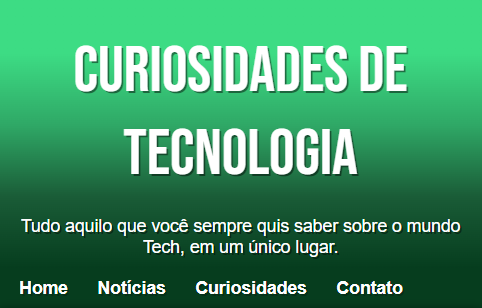 CURIOSIDADES DE
TECNOLOGIA
Tudo aquilo que você sempre quis saber sobre o mundo
Tech, em um único lugar.
Home Notícias Curiosidades Contato